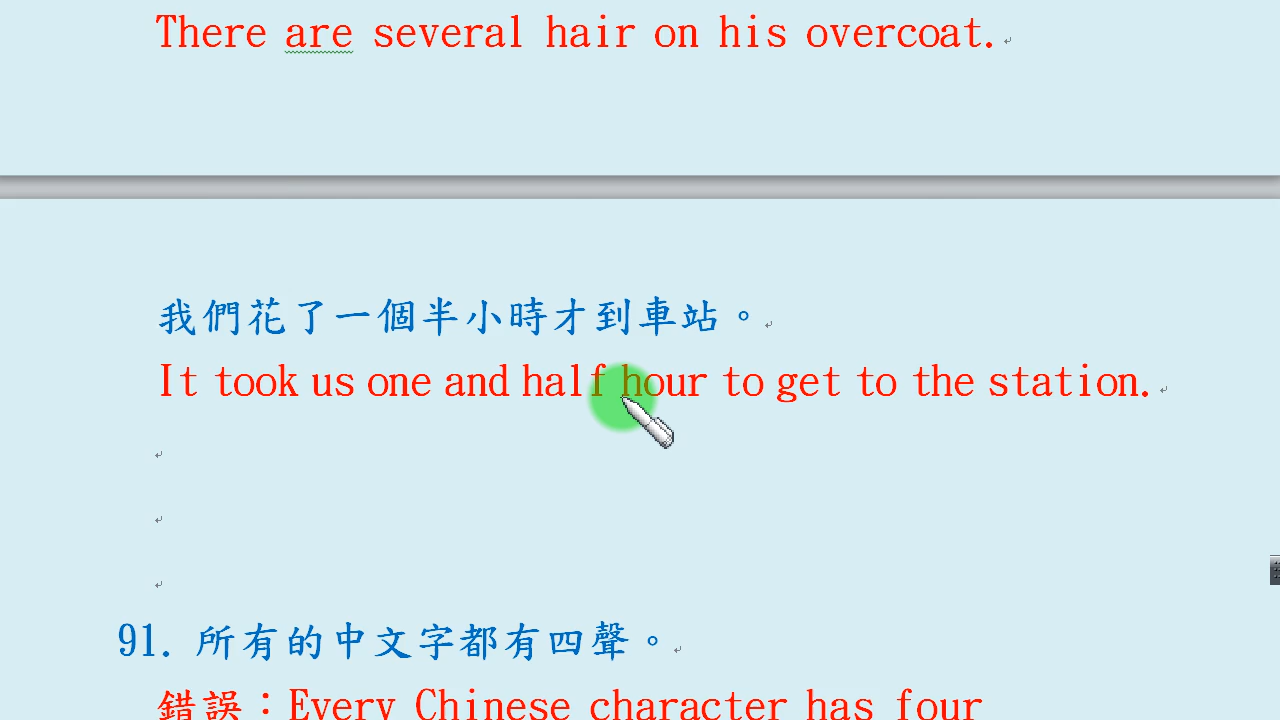 There are several hair on his overcoat.
我們花了一個半小時才到車站。
It took us one and half hour to get to the station.
91. 所有的中文字都有四聲。
錯誤：Every Chinese character has four